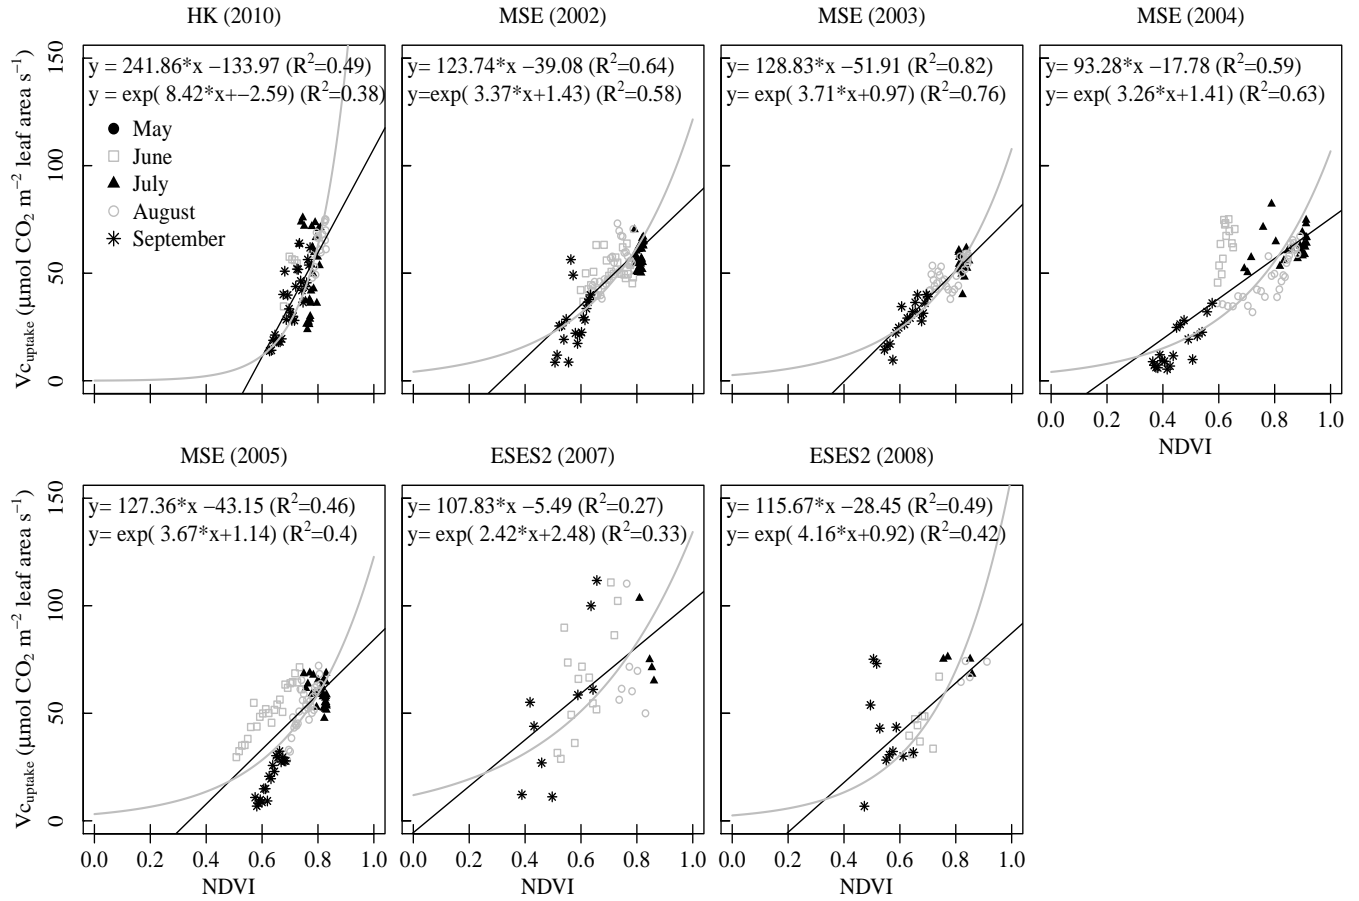 HK (2010)
MSE (2002)
MSE (2003)
MSE (2004)
Vc_uptake (μmol CO₂ m⁻² leaf area s⁻¹)
150
100
50
0
y = 241.86*x −133.97 (R²=0.49)
y = exp( 8.42*x+−2.59) (R²=0.38)
May
June
July
August
September
y= 123.74*x −39.08 (R²=0.64)
y=exp( 3.37*x+1.43) (R²=0.58)
y= 128.83*x −51.91 (R²=0.82)
y= exp( 3.71*x+0.97) (R²=0.76)
y= 93.28*x −17.78 (R²=0.59)
y= exp( 3.26*x+1.41) (R²=0.63)
0.0 0.2 0.4 0.6 0.8 1.0
NDVI
MSE (2005)
ESES2 (2007)
ESES2 (2008)
Vc_uptake (μmol CO₂ m⁻² leaf area s⁻¹)
150
100
50
0
y= 127.36*x −43.15 (R²=0.46)
y= exp( 3.67*x+1.14) (R²=0.4)
y= 107.83*x −5.49 (R²=0.27)
y= exp( 2.42*x+2.48) (R²=0.33)
y= 115.67*x −28.45 (R²=0.49)
y= exp( 4.16*x+0.92) (R²=0.42)
0.0 0.2 0.4 0.6 0.8 1.0
0.0 0.2 0.4 0.6 0.8 1.0
0.0 0.2 0.4 0.6 0.8 1.0
NDVI
NDVI
NDVI